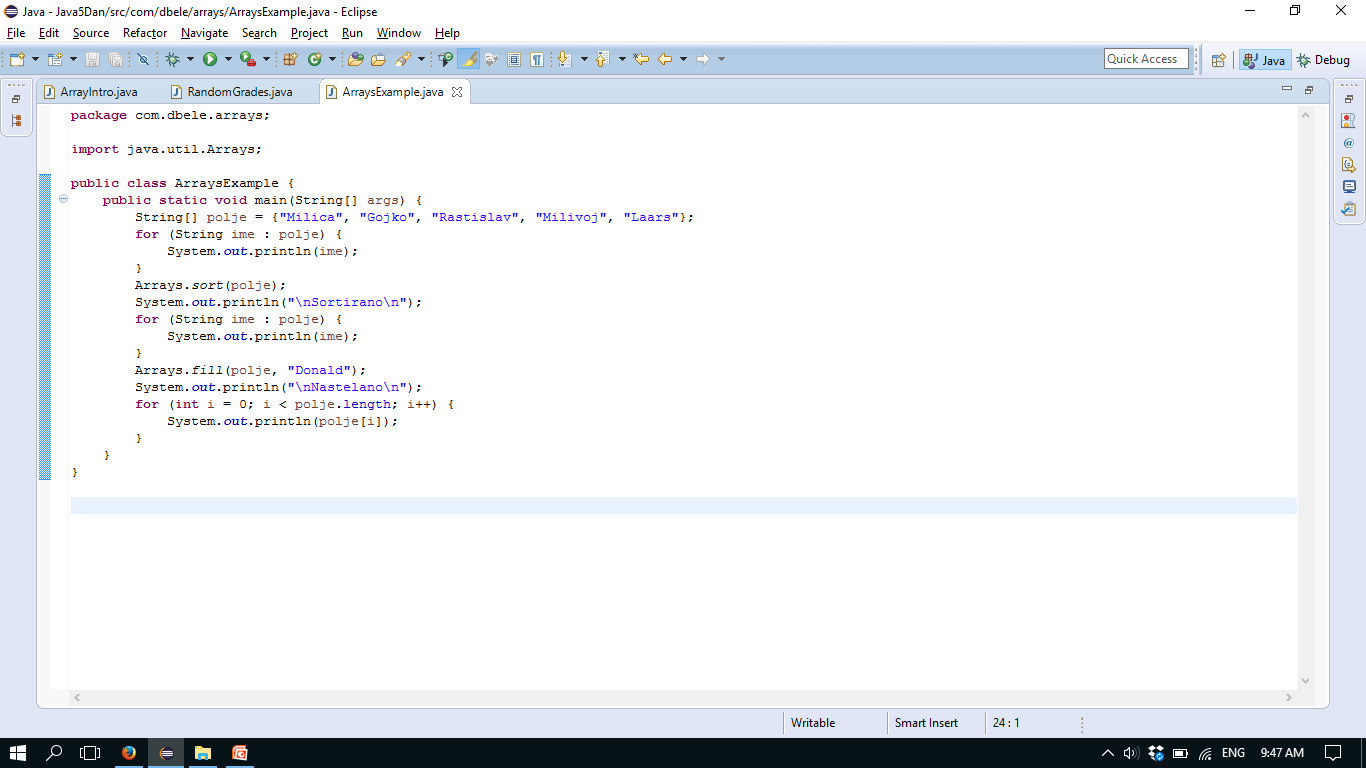 Java - Java5Dan/src/com/dbele/arrays/ArraysExample.java - Eclipse
File Edit Source Refactor Navigate Search Project Run Window Help
Quick Access Java Debug
ArrayIntro.java RandomGrades.java ArraysExample.java
package com.dbele.arrays;
import java.util.Arrays;
public class ArraysExample {
public static void main(String[] args) {
String[] polje = {"Milica", "Gojko", "Rastislav", "Milivoj", "Laars"};
for (String ime : polje) {
System.out.println(ime);
}
Arrays.sort(polje);
System.out.println("\nSortirano\n");
for (String ime : polje) {
System.out.println(ime);
}
Arrays.fill(polje, "Donald");
System.out.println("\nNastelano\n");
for (int i = 0; i < polje.length; i++) {
System.out.println(polje[i]);
}
}
}
Writable Smart Insert 24 : 1
ENG 9:47 AM